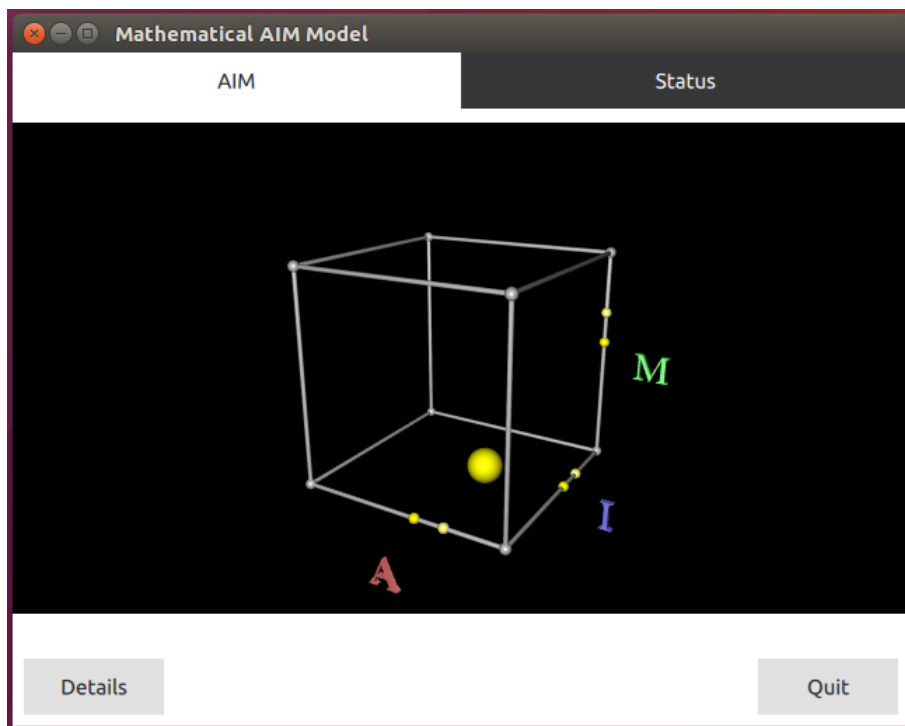 Mathematical AIM Model
AIM
Status
M
I
A
Details
Quit